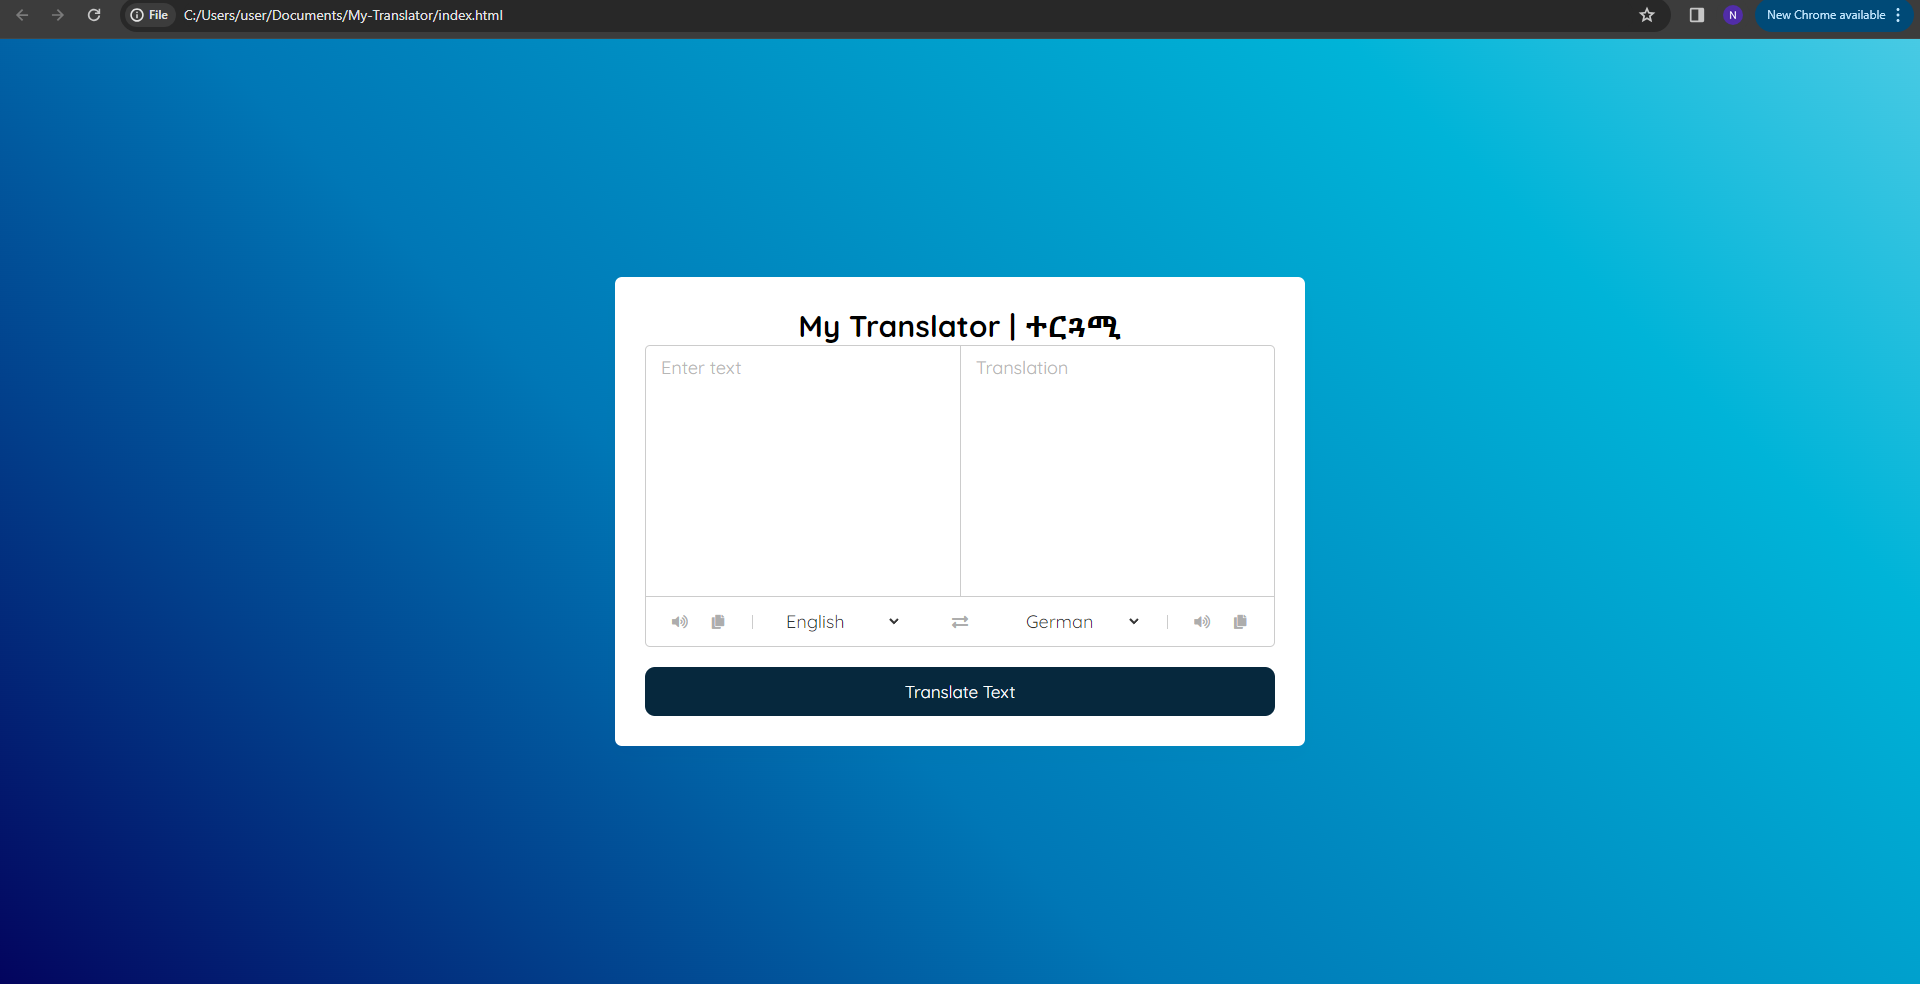 File C:/Users/user/Documents/My-Translator/index.html N New Chrome available
My Translator | ተርጓሚ
Enter text Translation
English German
Translate Text